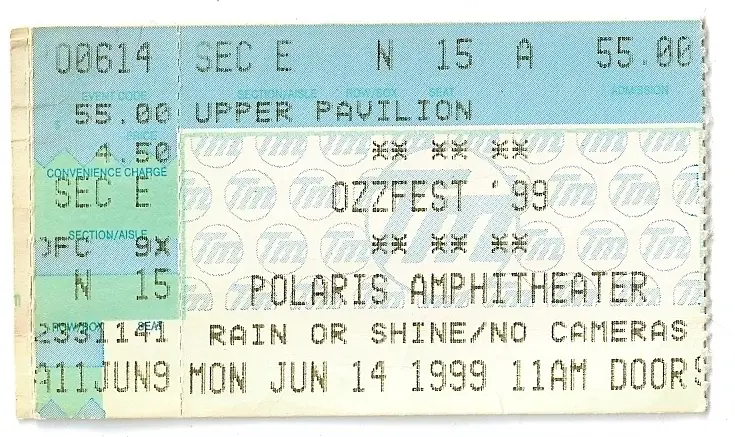 00614 SEC E N 15 A 55.00
EVENT CODE SECTION/AISLE ROW/BOX SEAT ADMISSION
$ 55.00 UPPER PAVILION
PRICE
4.50 ** ** **
CONVENIENCE CHARGE
SEC E OZZFEST '99
SECTION/AISLE
9X ** ** **
N 15 POLARIS AMPHITHEATER
ROW/BOX SEAT
2331141 RAIN OR SHINE/NO CAMERAS
A11JUN9 MON JUN 14 1999 11AM DOORS